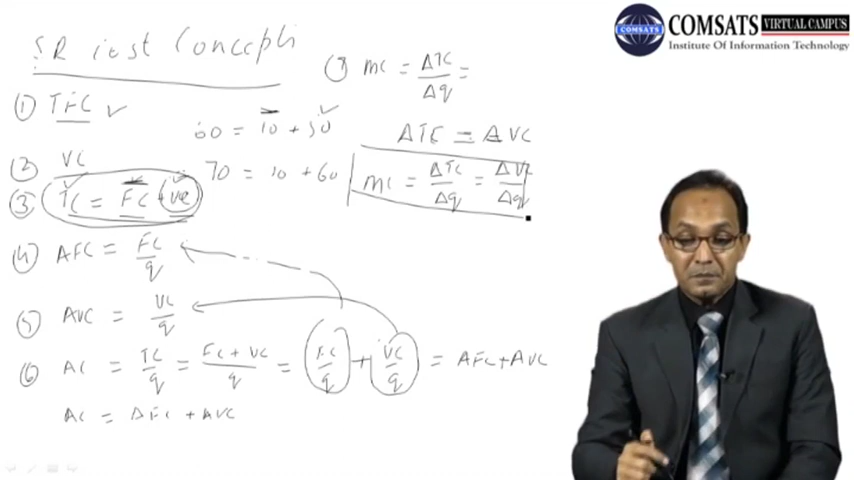 SR Cost Concepts
① TFC ✓
② VC
③ TC = FC + VC
④ AFC = FC/q
⑤ AVC = VC/q
⑥ AC = TC/q = FC + VC/q = FC/q + VC/q = AFC + AVC
AC = AFC + AVC
60 = 10 + 50
70 = 10 + 60
⑦ MC = ΔTC/Δq =
ΔTC = ΔVC
MC = ΔTC/Δq = ΔVC/Δq
COMSATS
COMSATS VIRTUAL CAMPUS
Institute Of Information Technology